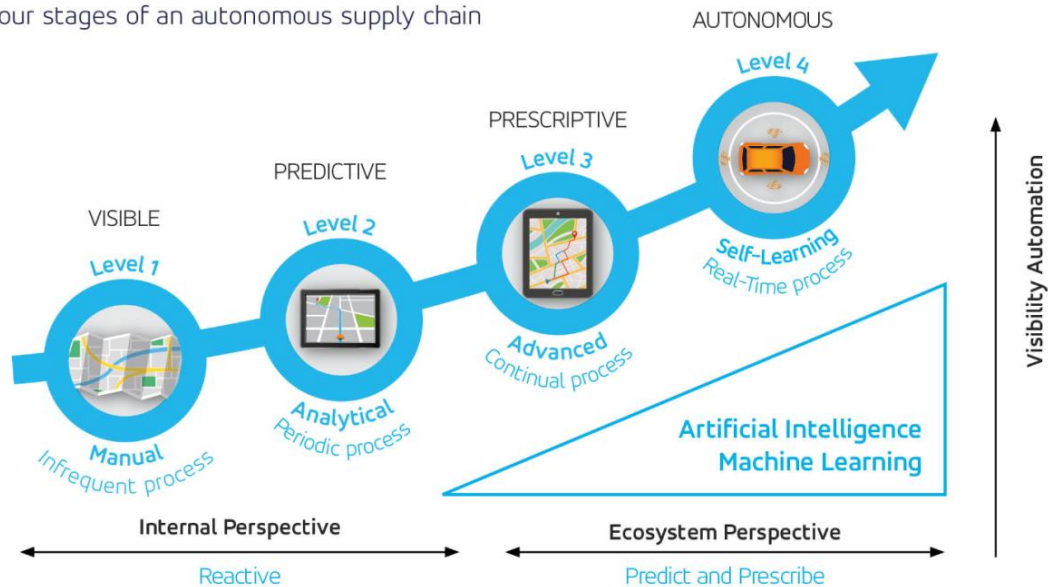 our stages of an autonomous supply chain
AUTONOMOUS
Level 4
PRESCRIPTIVE
Level 3
PREDICTIVE
Level 2
VISIBLE
Level 1
Self-Learning
Real-Time process
Advanced
Continual process
Analytical
Periodic process
Manual
Infrequent process
Artificial Intelligence
Machine Learning
Visibility Automation
Internal Perspective
Ecosystem Perspective
Reactive
Predict and Prescribe